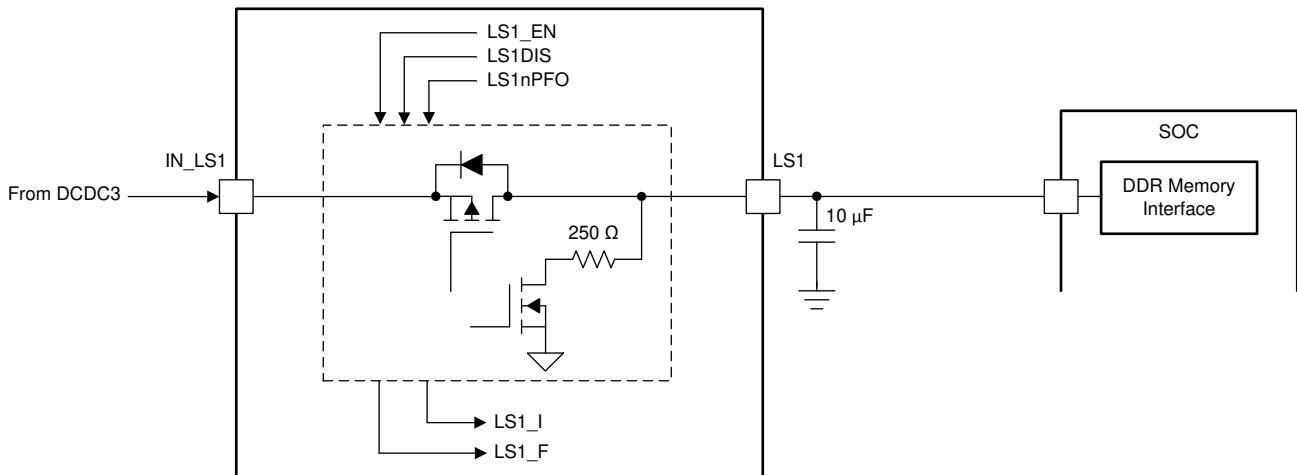 LS1_EN
LS1DIS
LS1nPFO
IN_LS1
From DCDC3
LS1
SOC
DDR Memory
Interface
10 µF
250 Ω
LS1_I
LS1_F